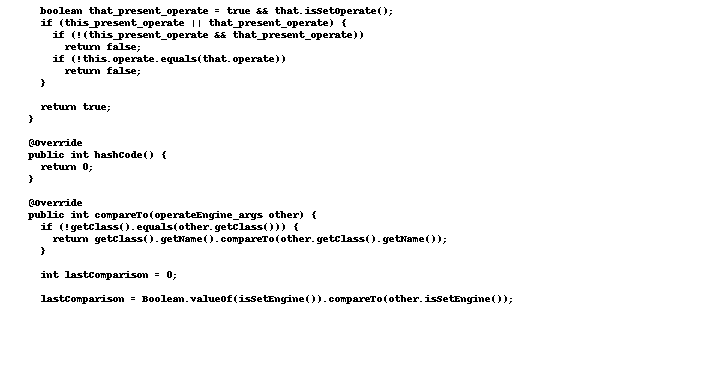 boolean that_present_operate = true && that.isSetOperate();
if (this_present_operate || that_present_operate) {
if (!(this_present_operate && that_present_operate))
return false;
if (!this.operate.equals(that.operate))
return false;
}
return true;
}
@Override
public int hashCode() {
return 0;
}
@Override
public int compareTo(operateEngine_args other) {
if (!getClass().equals(other.getClass())) {
return getClass().getName().compareTo(other.getClass().getName());
}
int lastComparison = 0;
lastComparison = Boolean.valueOf(isSetEngine()).compareTo(other.isSetEngine());